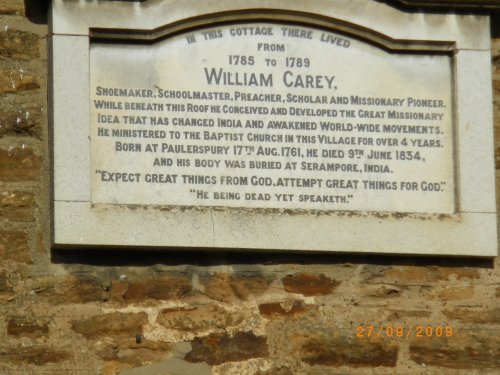 IN THIS COTTAGE THERE LIVED
FROM
1785 TO 1789
WILLIAM CAREY,
SHOEMAKER, SCHOOLMASTER, PREACHER, SCHOLAR AND MISSIONARY PIONEER.
WHILE BENEATH THIS ROOF HE CONCEIVED AND DEVELOPED THE GREAT MISSIONARY
IDEA THAT HAS CHANGED INDIA AND AWAKENED WORLD-WIDE MOVEMENTS.
HE MINISTERED TO THE BAPTIST CHURCH IN THIS VILLAGE FOR OVER 4 YEARS.
BORN AT PAULERSPURY 17TH AUG. 1761, HE DIED 9TH JUNE 1834,
AND HIS BODY WAS BURIED AT SERAMPORE, INDIA.
"EXPECT GREAT THINGS FROM GOD, ATTEMPT GREAT THINGS FOR GOD."
"HE BEING DEAD YET SPEAKETH."
27/09/2009